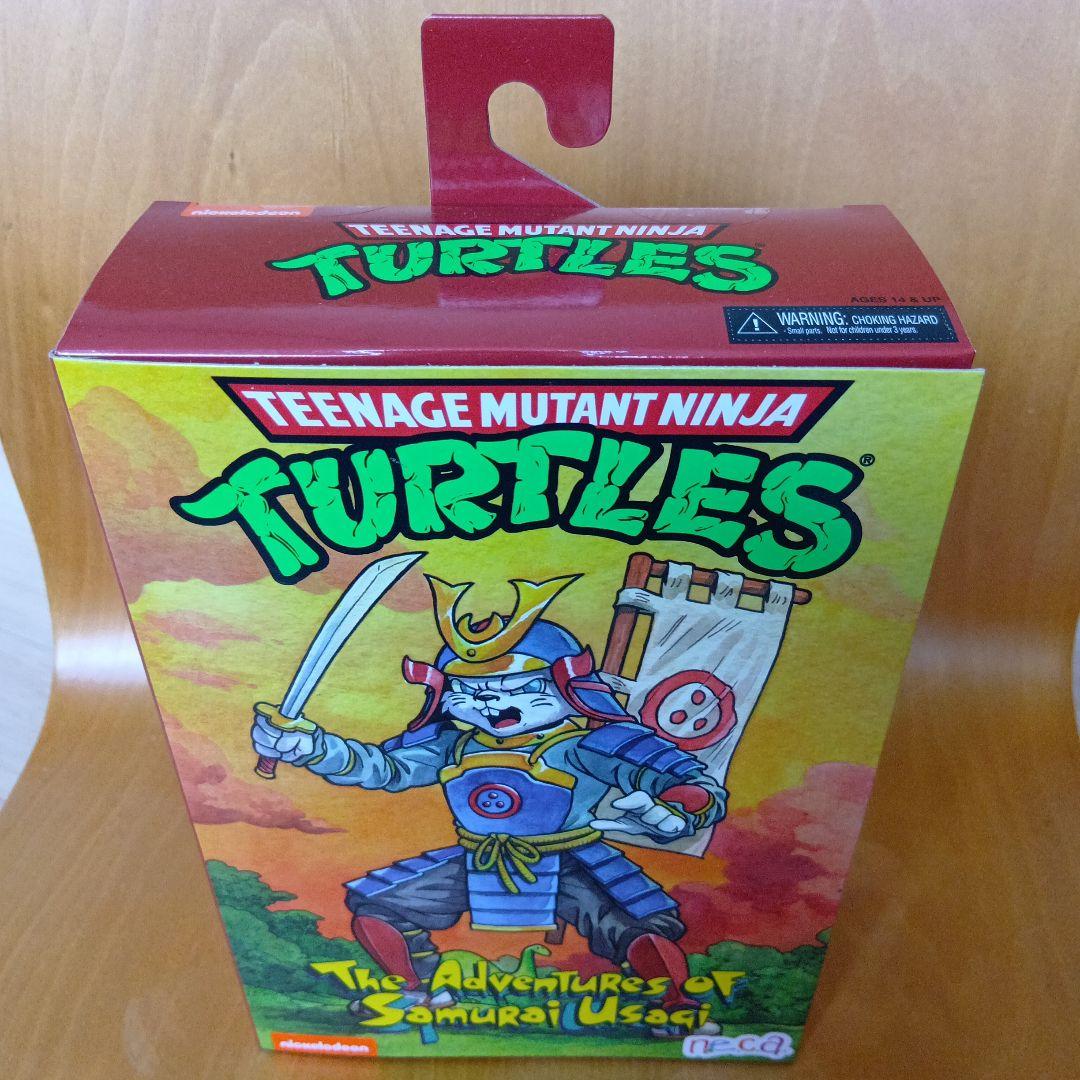 nickelodeon
TEENAGE MUTANT NINJA
TURTLES
AGES 14 & UP
WARNING: CHOKING HAZARD
Small parts. Not for children under 3 years.
TEENAGE MUTANT NINJA
TURTLES®
The Adventures of
Samurai Usagi
nickelodeon
neca